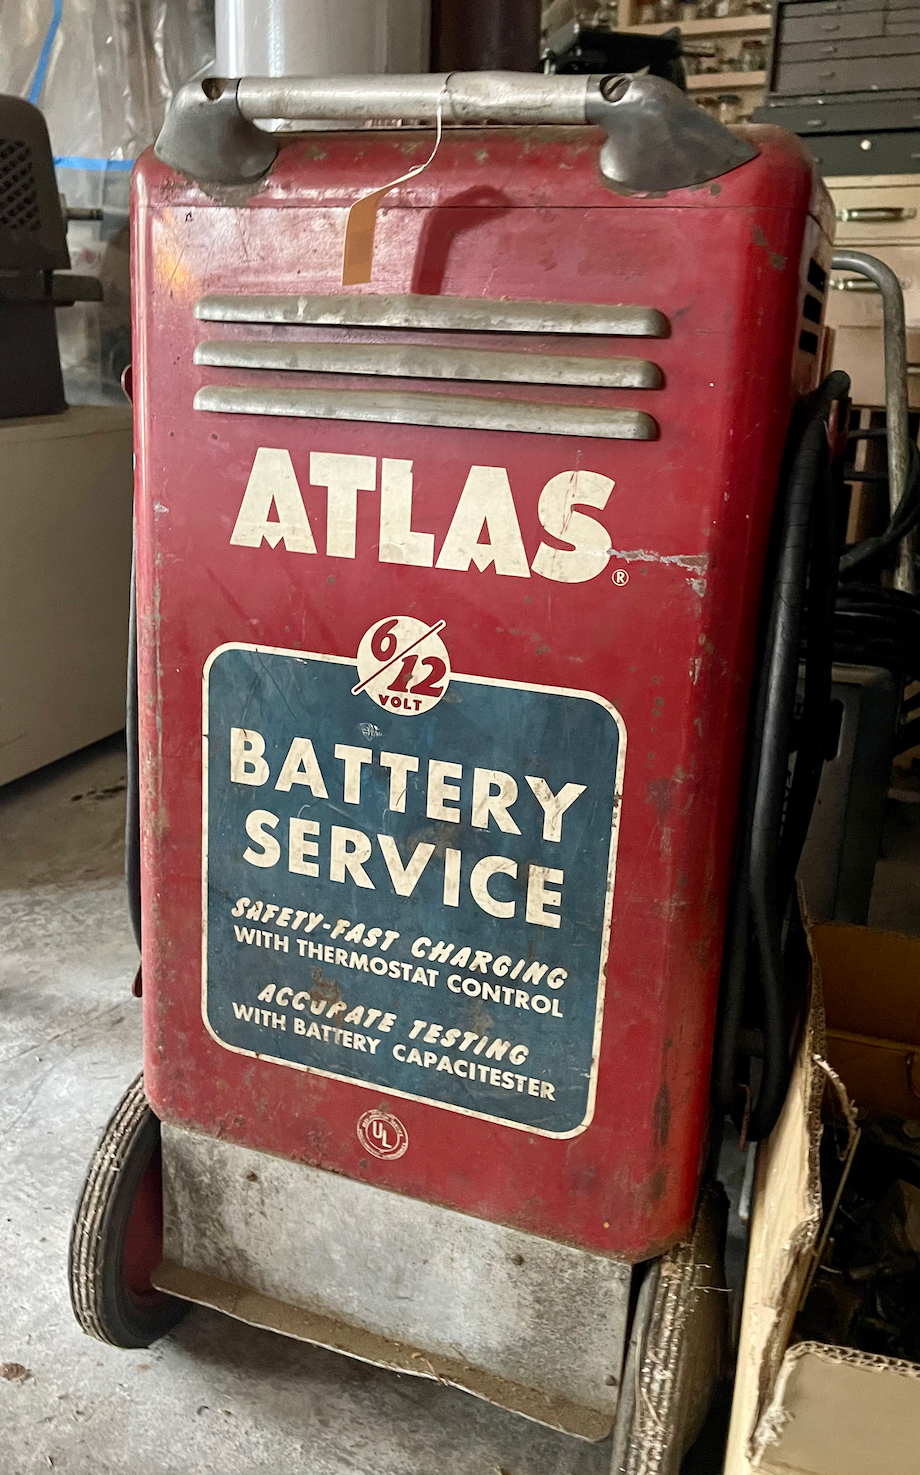 ATLAS
®
6/12
VOLT
BATTERY
SERVICE
SAFETY-FAST CHARGING
WITH THERMOSTAT CONTROL
ACCURATE TESTING
WITH BATTERY CAPACITESTER
UL